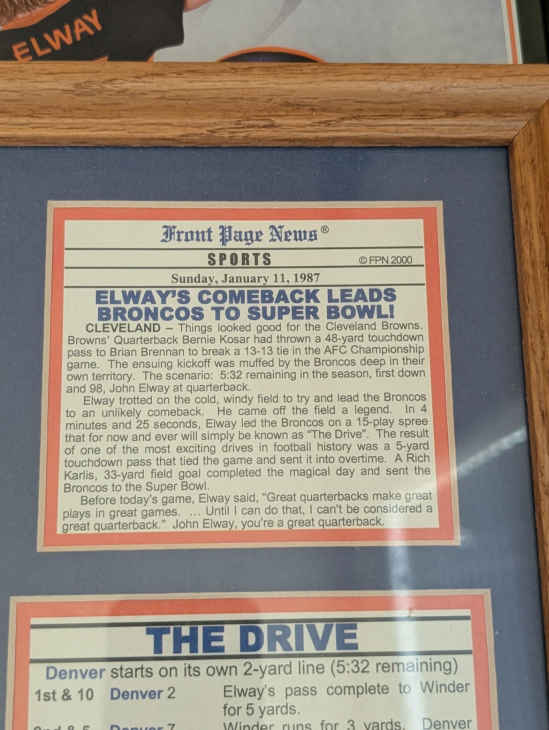 ELWAY
Front Page News®
SPORTS
© FPN 2000
Sunday, January 11, 1987
ELWAY'S COMEBACK LEADS
BRONCOS TO SUPER BOWL!
CLEVELAND – Things looked good for the Cleveland Browns.
Browns' Quarterback Bernie Kosar had thrown a 48-yard touchdown
pass to Brian Brennan to break a 13-13 tie in the AFC Championship
game. The ensuing kickoff was muffed by the Broncos deep in their
own territory. The scenario: 5:32 remaining in the season, first down
and 98, John Elway at quarterback.
Elway trotted on the cold, windy field to try and lead the Broncos
to an unlikely comeback. He came off the field a legend. In 4
minutes and 25 seconds, Elway led the Broncos on a 15-play spree
that for now and ever will simply be known as "The Drive". The result
of one of the most exciting drives in football history was a 5-yard
touchdown pass that tied the game and sent it into overtime. A Rich
Karlis, 33-yard field goal completed the magical day and sent the
Broncos to the Super Bowl.
Before today's game, Elway said, "Great quarterbacks make great
plays in great games. ... Until I can do that, I can't be considered a
great quarterback." John Elway, you're a great quarterback.
THE DRIVE
Denver starts on its own 2-yard line (5:32 remaining)
1st & 10 Denver 2 Elway's pass complete to Winder
for 5 yards.
2nd & 5 Denver 7 Winder runs for 3 yards. Denver